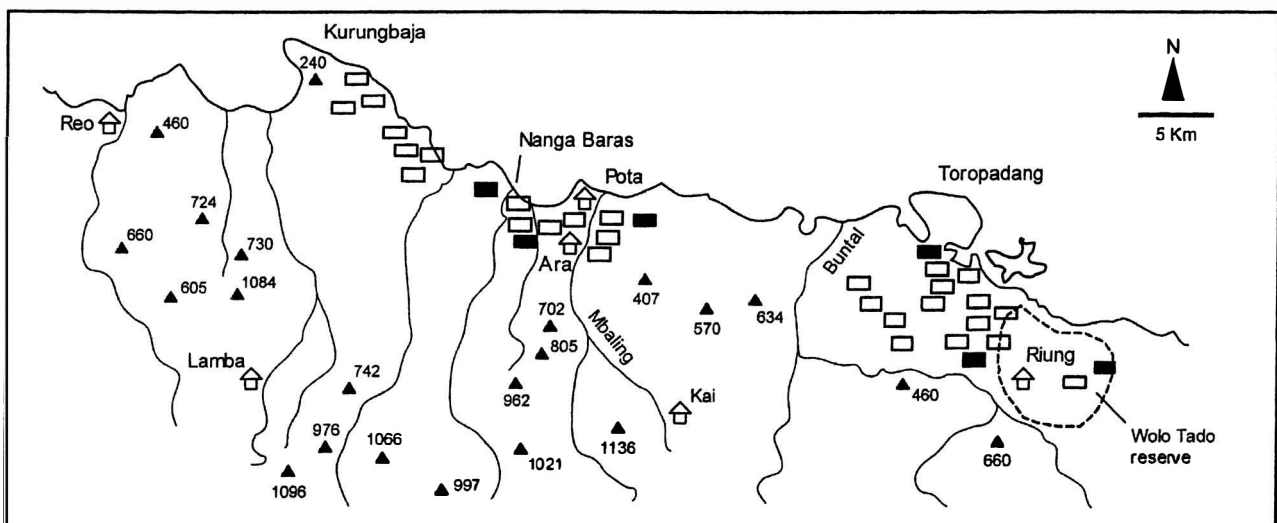 Kurungbaja
240
N
5 Km
Reo
460
Nanga Baras
Pota
Toropadang
724
660
730
605
1084
Ara
Buntal
407
570
634
702
805
Mbaling
Lamba
742
962
Kai
460
Riung
976
1066
1021
1136
660
Wolo Tado
reserve
1096
997